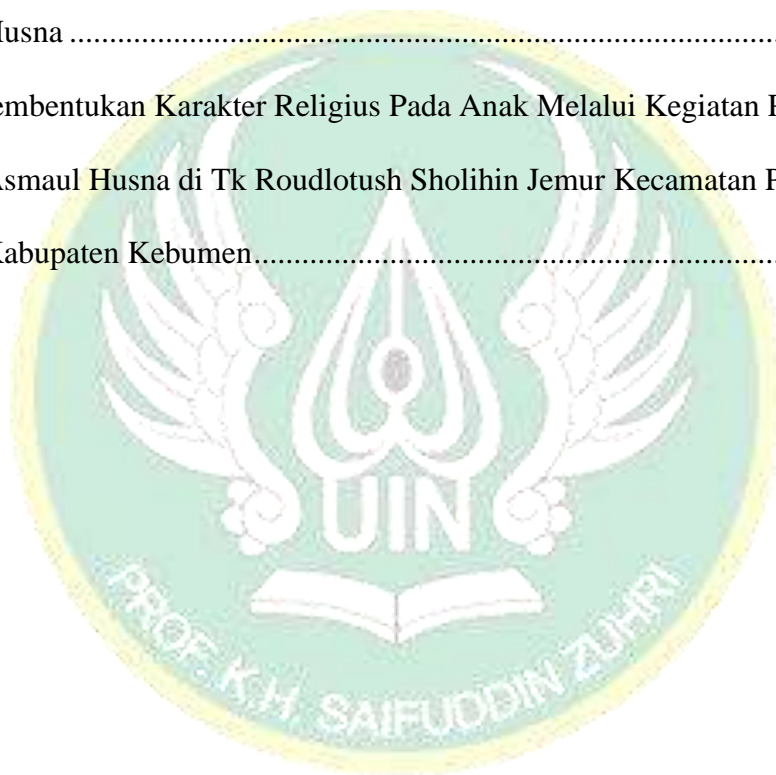 Husna ..........................................................................................
embentukan Karakter Religius Pada Anak Melalui Kegiatan
Asmaul Husna di Tk Roudlotush Sholihin Jemur Kecamatan
Kabupaten Kebumen..................................................................
UIN
PROF. K.H. SAIFUDDIN ZUHRI